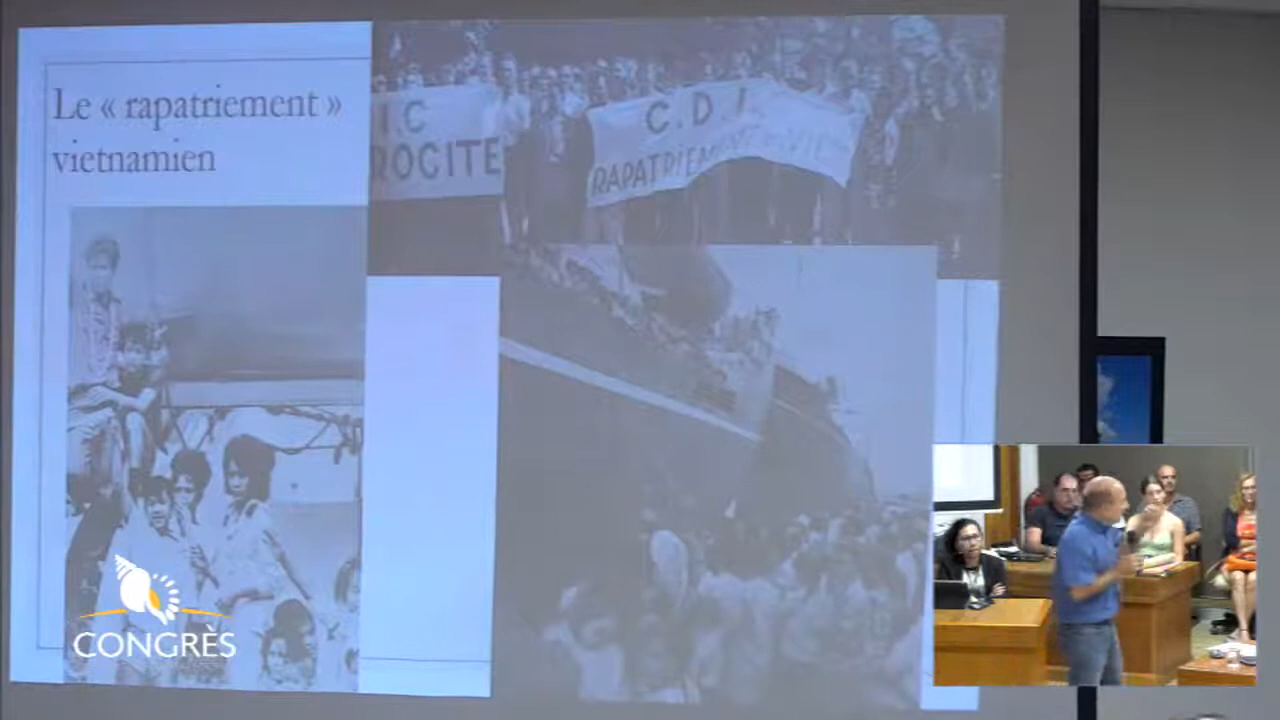 Le « rapatriement »
vietnamien
I.C
ROCITE
C.D.I.
RAPATRIEMENT
CONGRÈS